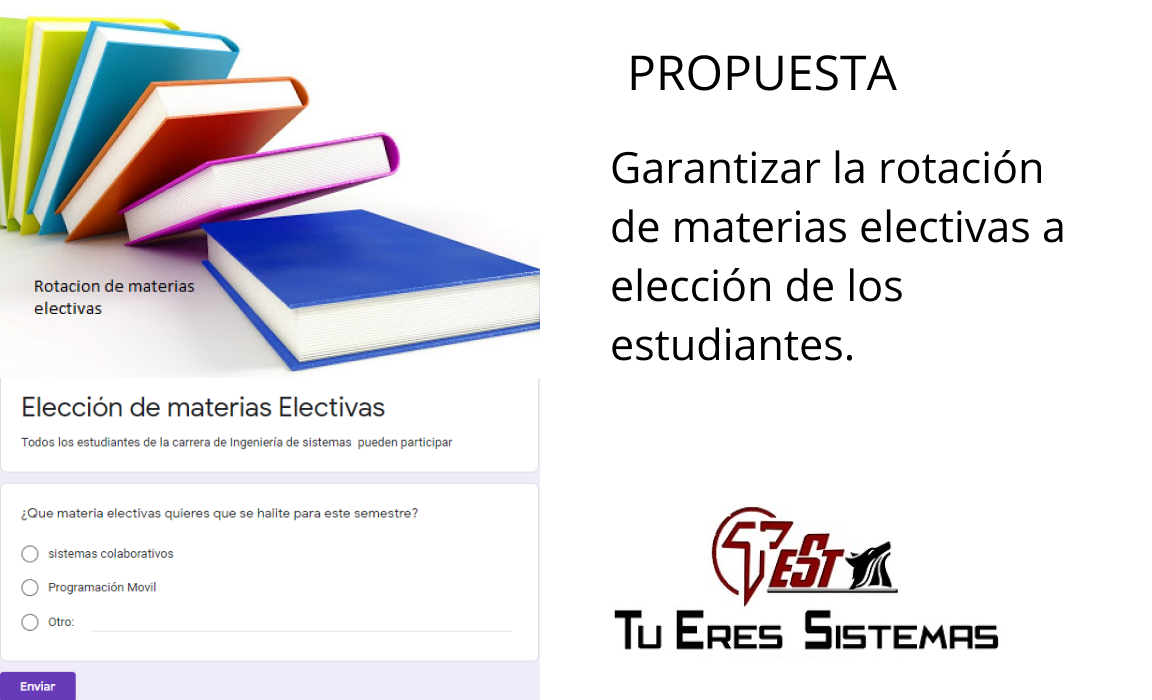 Rotacion de materias
electivas
Elección de materias Electivas
Todos los estudiantes de la carrera de Ingeniería de sistemas pueden participar
¿Que materia electivas quieres que se halite para este semestre?
sistemas colaborativos
Programación Movil
Otro:
Enviar
PROPUESTA
Garantizar la rotación
de materias electivas a
elección de los
estudiantes.
TEST
Tu Eres Sistemas